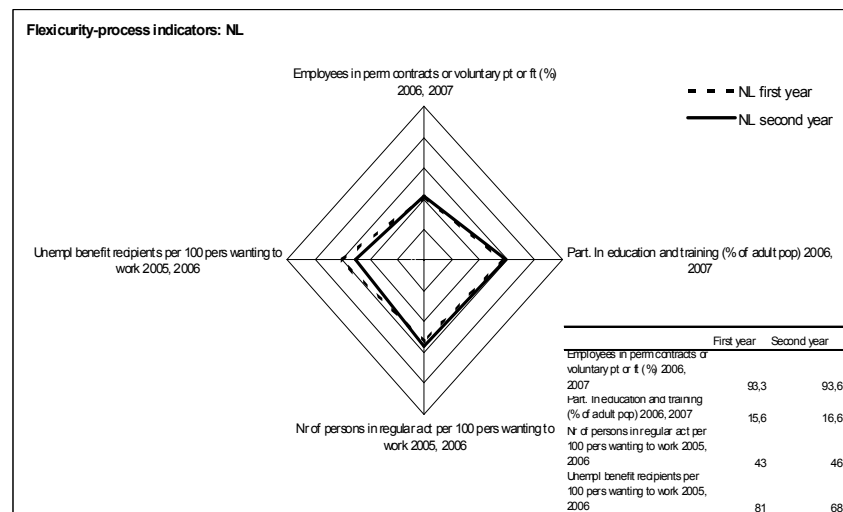 Flexicurity-process indicators: NL
Employees in perm contracts or voluntary pt or ft (%)
2006, 2007
NL first year
NL second year
Unempl benefit recipients per 100 pers wanting to
work 2005, 2006
Part. In education and training (% of adult pop) 2006,
2007
Nr of persons in regular act per 100 pers wanting to
work 2005, 2006
First year Second year
Employees in perm contracts or
voluntary pt or ft (%) 2006,
2007 93,3 93,6
Part. In education and training
(% of adult pop) 2006, 2007 15,6 16,6
Nr of persons in regular act per
100 pers wanting to work 2005,
2006 43 46
Unempl benefit recipients per
100 pers wanting to work 2005,
2006 81 68